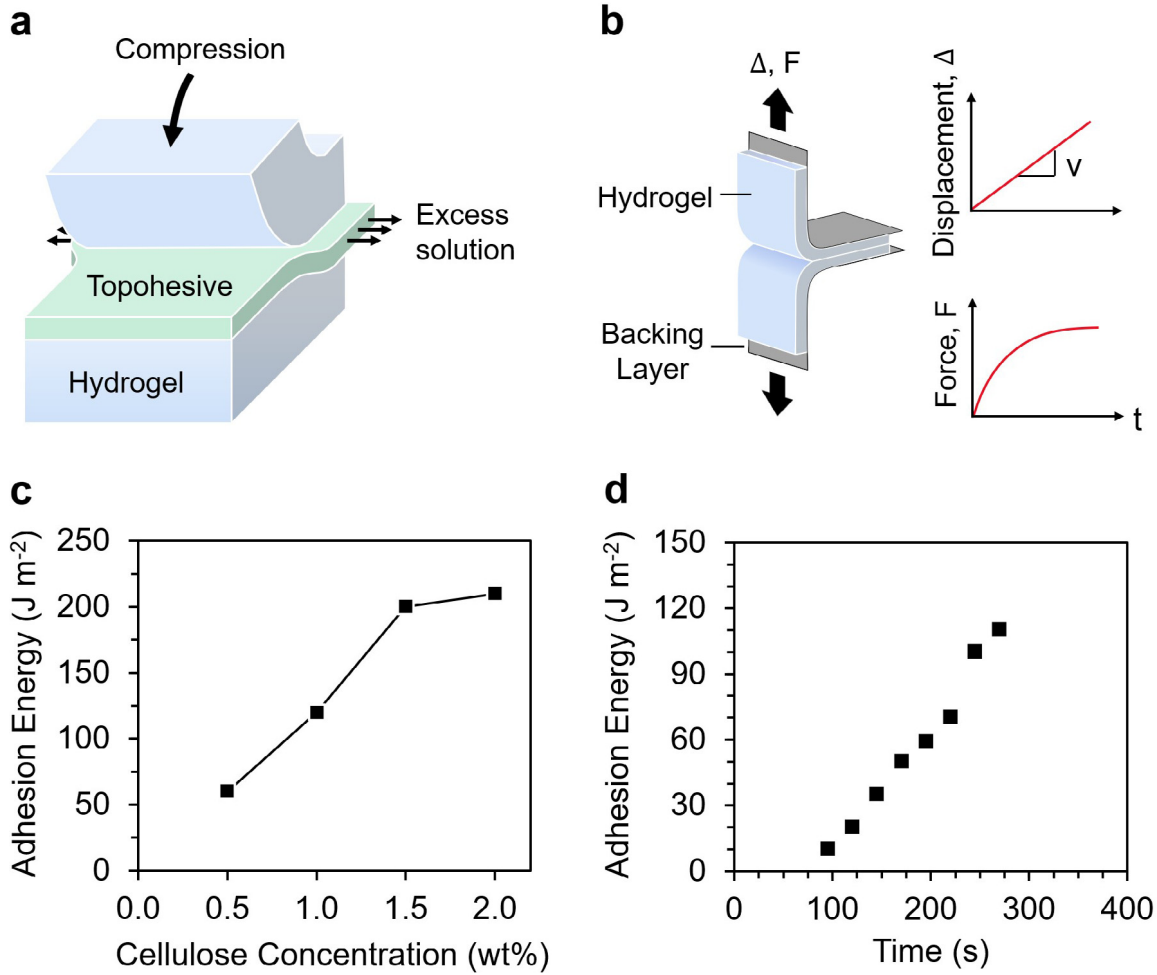 a
Compression
Excess
solution
Topohesive
Hydrogel
b
Δ, F
Hydrogel
Backing
Layer
Displacement, Δ
v
Force, F
t
c
Adhesion Energy (J m⁻²)
250
200
150
100
50
0
0.0 0.5 1.0 1.5 2.0
Cellulose Concentration (wt%)
d
Adhesion Energy (J m⁻²)
150
120
90
60
30
0
0 100 200 300 400
Time (s)